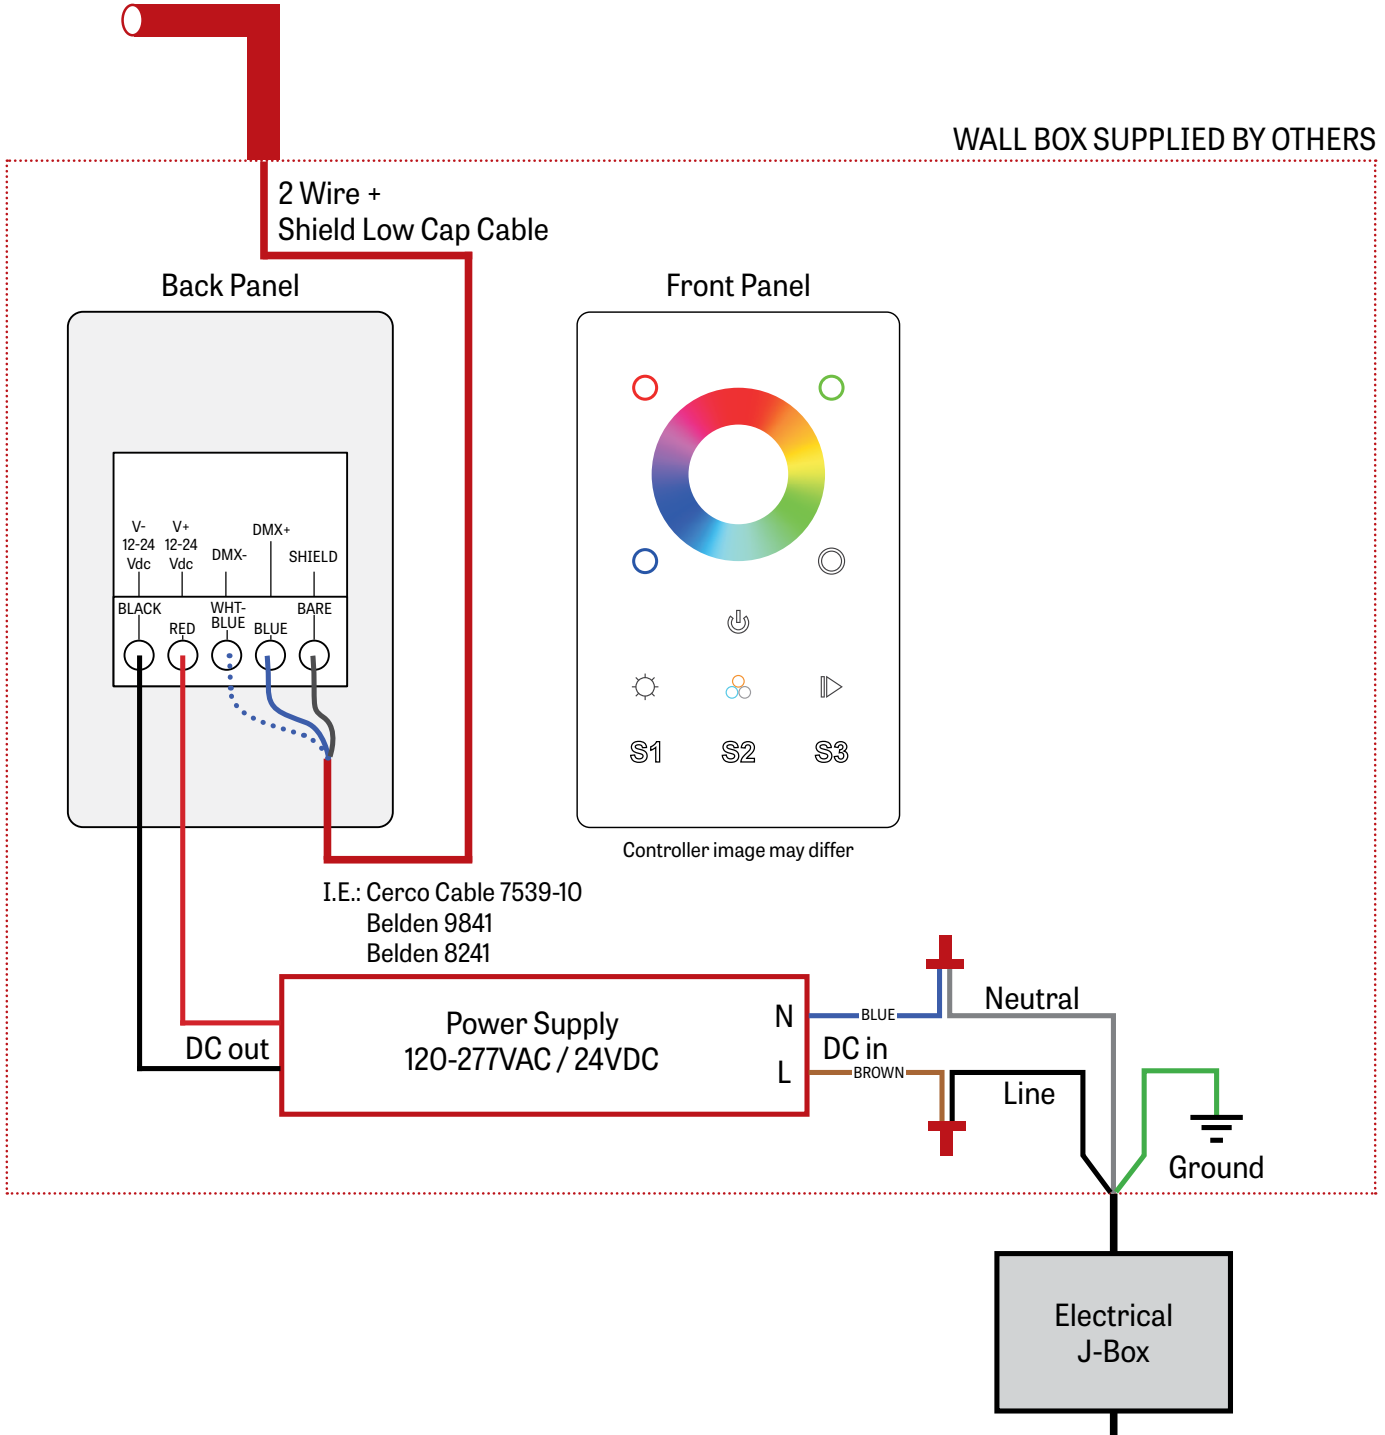 WALL BOX SUPPLIED BY OTHERS
2 Wire +
Shield Low Cap Cable
Back Panel
Front Panel
V-
12-24
Vdc
V+
12-24
Vdc
DMX-
DMX+
SHIELD
BLACK
RED
WHT-
BLUE
BLUE
BARE
S1 S2 S3
Controller image may differ
I.E.: Cerco Cable 7539-10
Belden 9841
Belden 8241
Power Supply
120-277VAC / 24VDC
DC out
N
L
BLUE
DC in
BROWN
Neutral
Line
Ground
Electrical
J-Box